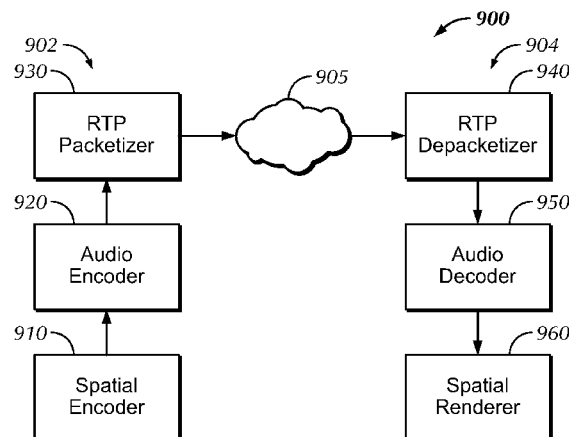 900
902
904
930
905
940
RTP
Packetizer
RTP
Depacketizer
920
950
Audio
Encoder
Audio
Decoder
910
960
Spatial
Encoder
Spatial
Renderer